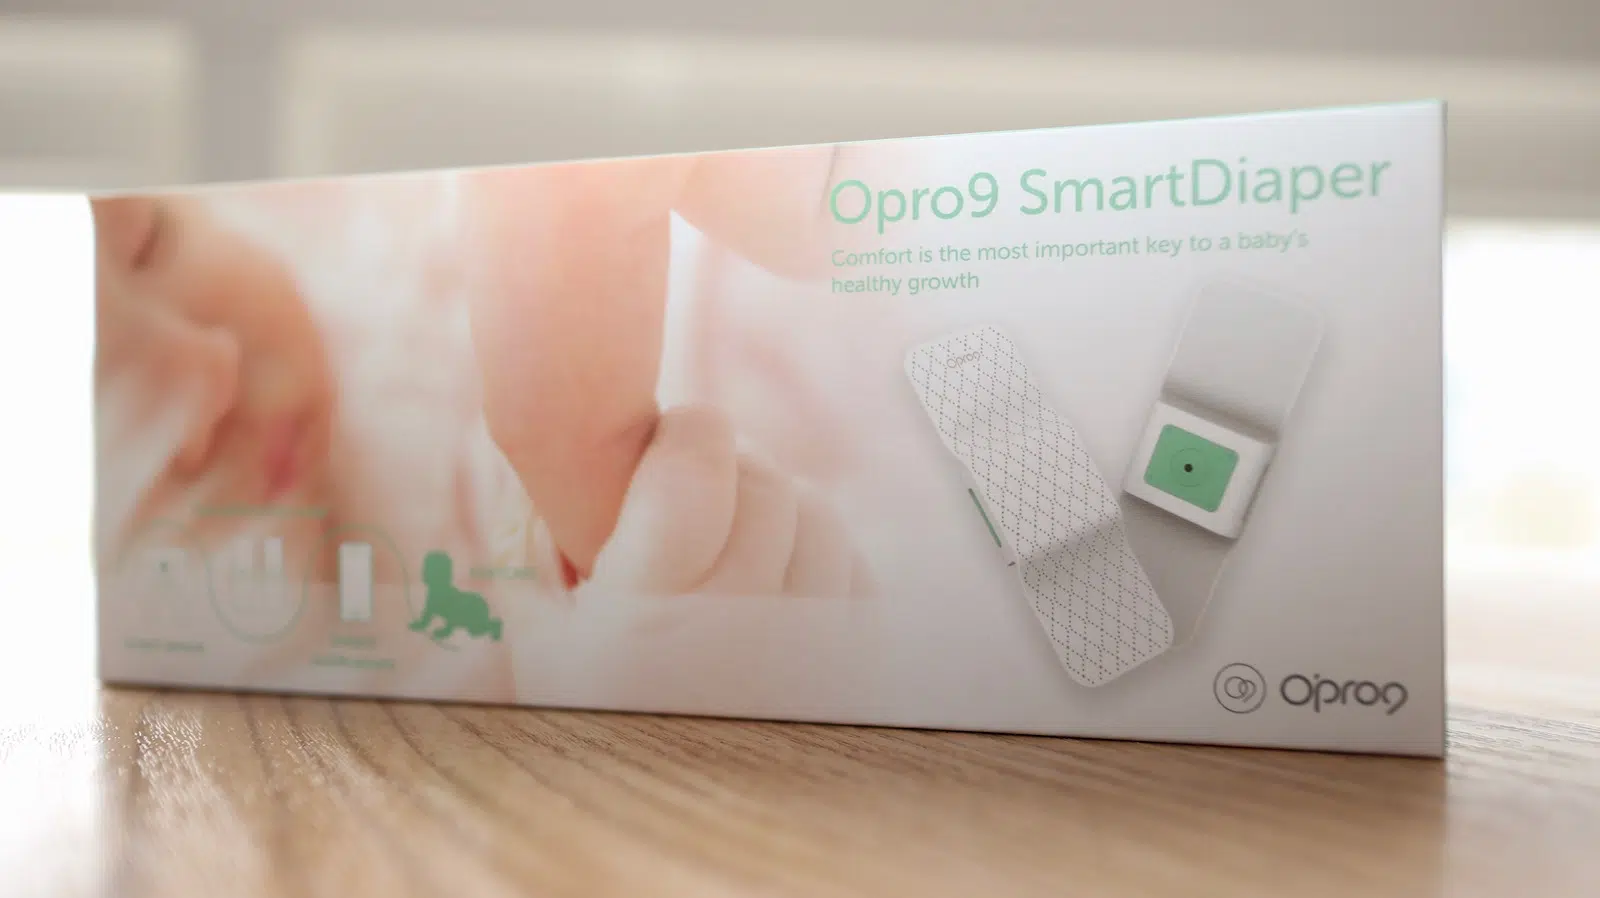 Opro9 SmartDiaper
Comfort is the most important key to a baby's
healthy growth
Opro9
Opro9